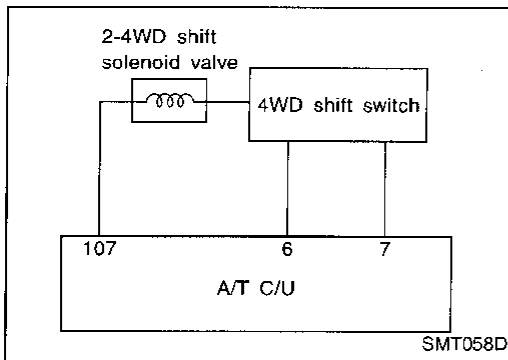 2-4WD shift
solenoid valve
4WD shift switch
107 6 7
A/T C/U
SMT058D